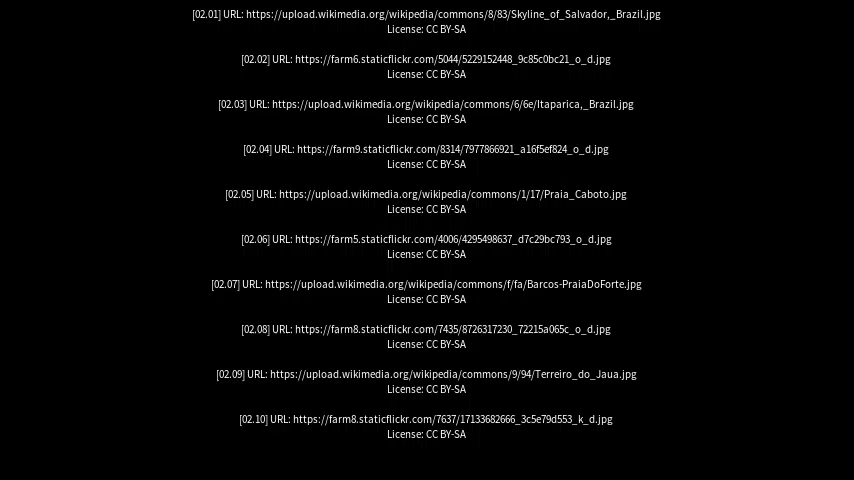 [02.01] URL: https://upload.wikimedia.org/wikipedia/commons/8/83/Skyline_of_Salvador,_Brazil.jpg
License: CC BY-SA
[02.02] URL: https://farm6.staticflickr.com/5044/5229152448_9c85c0bc21_o_d.jpg
License: CC BY-SA
[02.03] URL: https://upload.wikimedia.org/wikipedia/commons/6/6e/Itaparica,_Brazil.jpg
License: CC BY-SA
[02.04] URL: https://farm9.staticflickr.com/8314/7977866921_a16f5ef824_o_d.jpg
License: CC BY-SA
[02.05] URL: https://upload.wikimedia.org/wikipedia/commons/1/17/Praia_Caboto.jpg
License: CC BY-SA
[02.06] URL: https://farm5.staticflickr.com/4006/4295498637_d7c29bc793_o_d.jpg
License: CC BY-SA
[02.07] URL: https://upload.wikimedia.org/wikipedia/commons/f/fa/Barcos-PraiaDoForte.jpg
License: CC BY-SA
[02.08] URL: https://farm8.staticflickr.com/7435/8726317230_72215a065c_o_d.jpg
License: CC BY-SA
[02.09] URL: https://upload.wikimedia.org/wikipedia/commons/9/94/Terreiro_do_Jaua.jpg
License: CC BY-SA
[02.10] URL: https://farm8.staticflickr.com/7637/17133682666_3c5e79d553_k_d.jpg
License: CC BY-SA